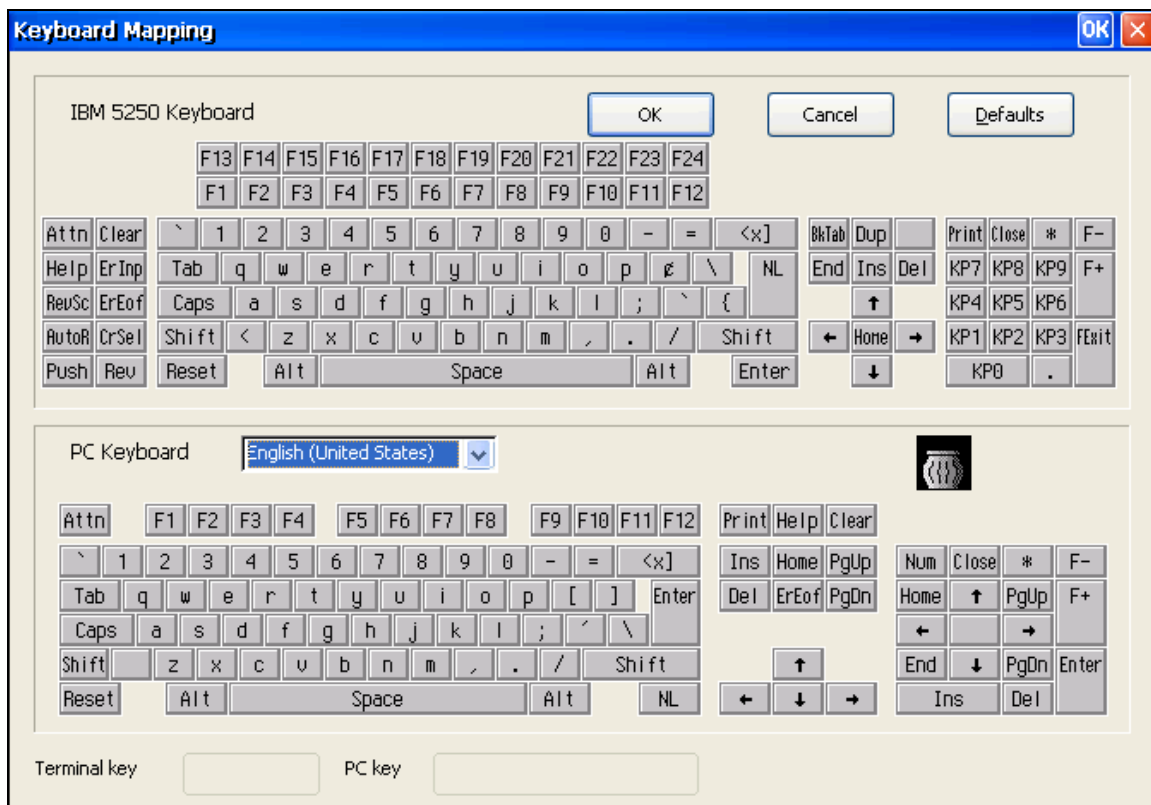 Keyboard Mapping OK
IBM 5250 Keyboard OK Cancel Defaults
F13 F14 F15 F16 F17 F18 F19 F20 F21 F22 F23 F24
F1 F2 F3 F4 F5 F6 F7 F8 F9 F10 F11 F12
Attn Clear ` 1 2 3 4 5 6 7 8 9 0 - = <x] BkTab Dup Print Close * F-
Help ErInp Tab q w e r t y u i o p ¢ \ NL End Ins Del KP7 KP8 KP9 F+
RevSc ErEof Caps a s d f g h j k l ; ` { ↑ KP4 KP5 KP6
AutoR CrSel Shift < z x c v b n m , . / Shift ← Home → KP1 KP2 KP3 FExit
Push Rev Reset Alt Space Alt Enter ↓ KP0 .
PC Keyboard English (United States)
Attn F1 F2 F3 F4 F5 F6 F7 F8 F9 F10 F11 F12 Print Help Clear
` 1 2 3 4 5 6 7 8 9 0 - = <x] Ins Home PgUp Num Close * F-
Tab q w e r t y u i o p [ ] Enter Del ErEof PgDn Home ↑ PgUp F+
Caps a s d f g h j k l ; ´ \ ← →
Shift z x c v b n m , . / Shift ↑ End ↓ PgDn Enter
Reset Alt Space Alt NL ← ↓ → Ins Del
Terminal key PC key